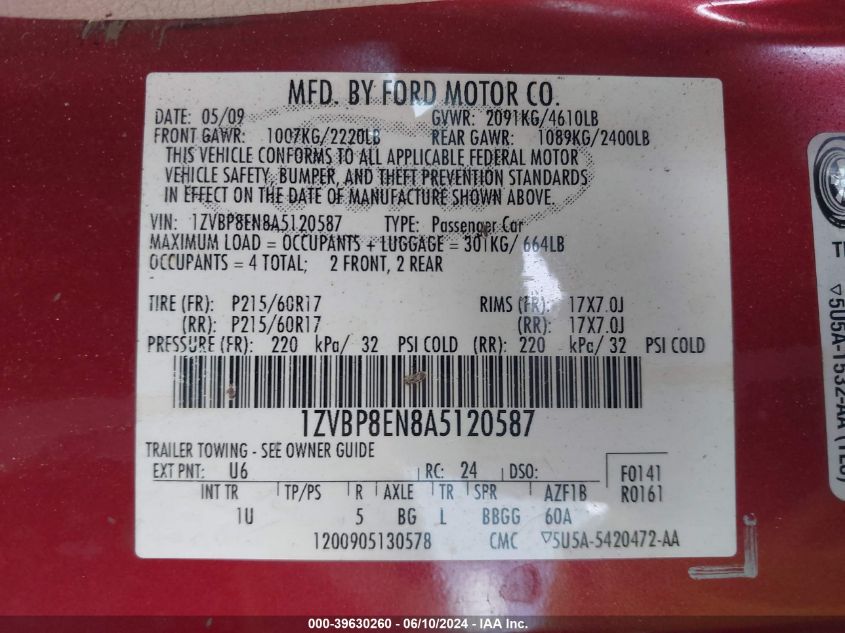 MFD. BY FORD MOTOR CO.
DATE: 05/09 GVWR: 2091KG/4610LB
FRONT GAWR: 1007KG/2220LB REAR GAWR: 1089KG/2400LB
THIS VEHICLE CONFORMS TO ALL APPLICABLE FEDERAL MOTOR
VEHICLE SAFETY, BUMPER, AND THEFT PREVENTION STANDARDS
IN EFFECT ON THE DATE OF MANUFACTURE SHOWN ABOVE.
VIN: 1ZVBP8EN8A5120587 TYPE: Passenger Car
MAXIMUM LOAD = OCCUPANTS + LUGGAGE = 301KG/ 664LB
OCCUPANTS = 4 TOTAL; 2 FRONT, 2 REAR
TIRE (FR): P215/60R17 RIMS (FR): 17X7.0J
(RR): P215/60R17 (RR): 17X7.0J
PRESSURE (FR): 220 kPa/ 32 PSI COLD (RR): 220 kPa/ 32 PSI COLD
1ZVBP8EN8A5120587
TRAILER TOWING - SEE OWNER GUIDE
EXT PNT: U6 RC: 24 DSO: F0141
INT TR TP/PS R AXLE TR SPR AZF1B R0161
1U 5 BG L BBGG 60A
1200905130578 CMC ▽5U5A-5420472-AA
▽5U5A-1532-AA
000-39630260 - 06/10/2024 - IAA Inc.